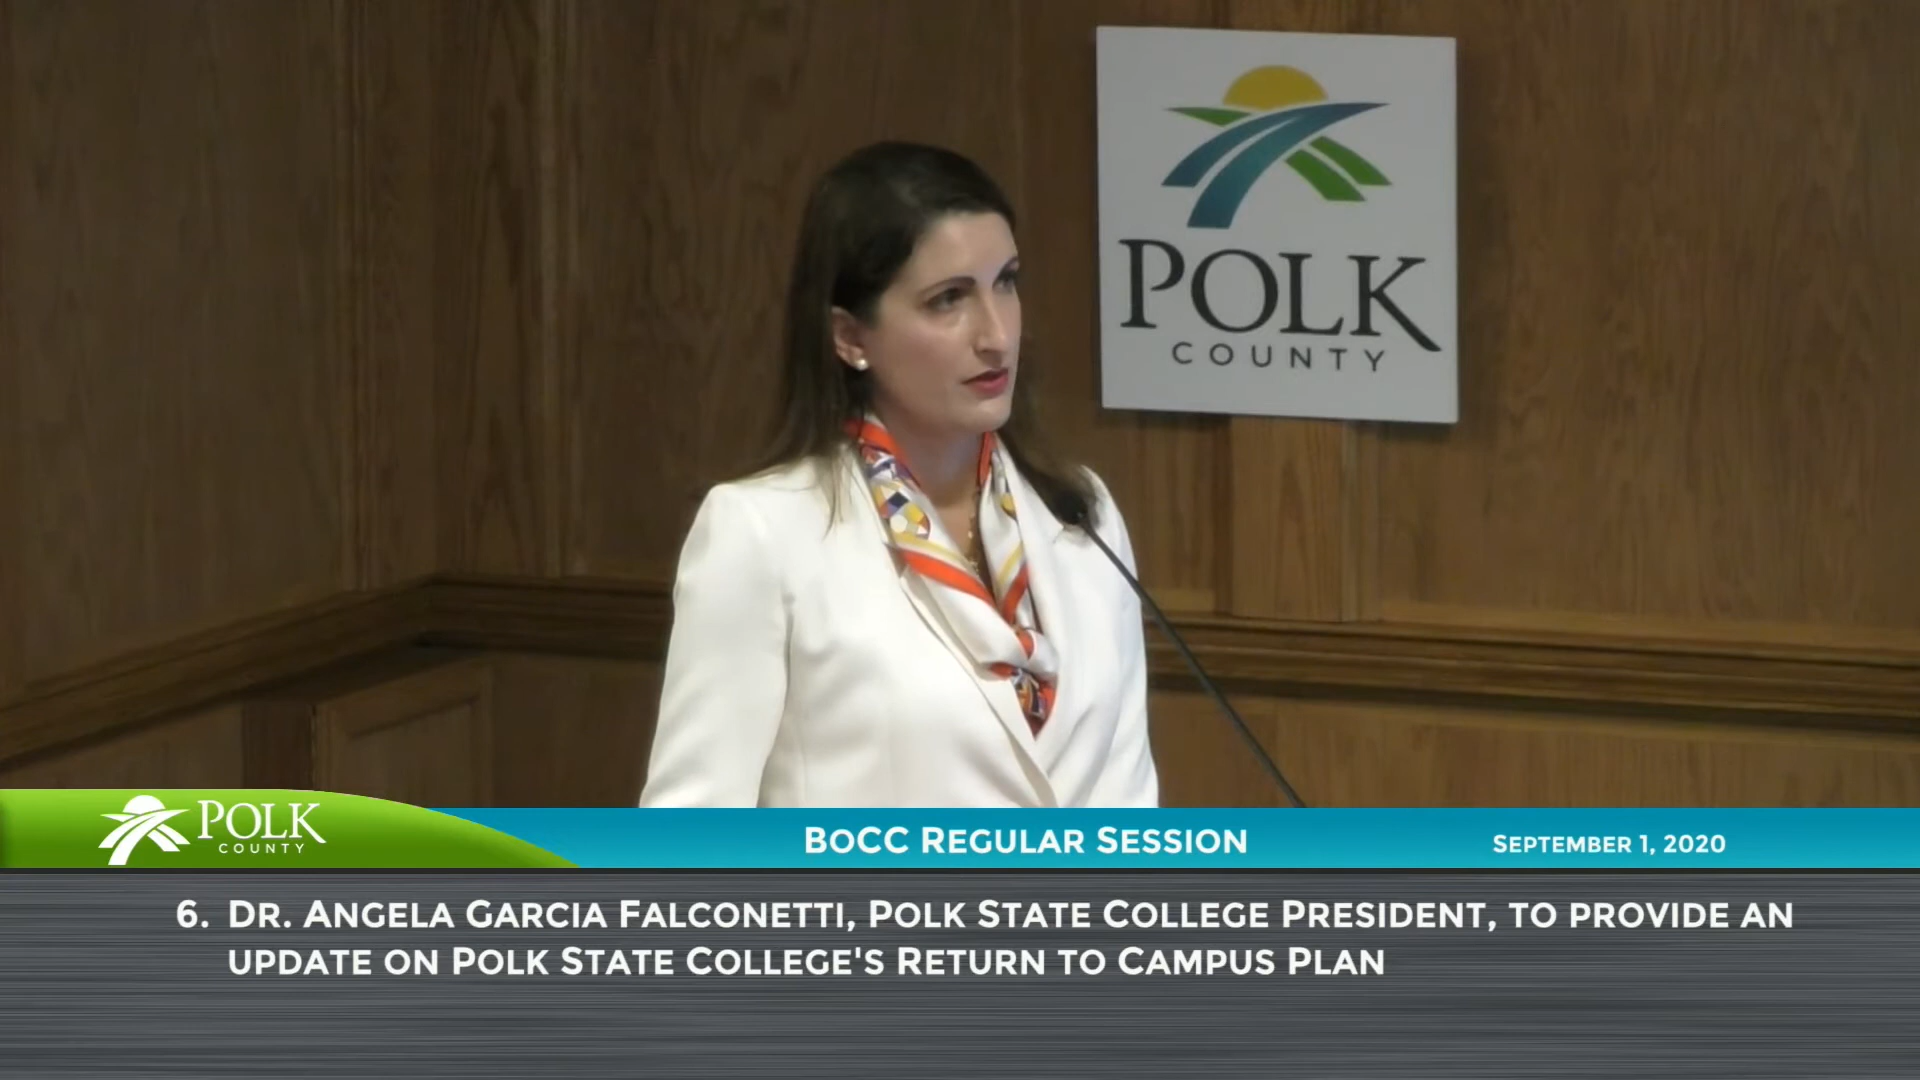 POLK
COUNTY
POLK
COUNTY
BoCC Regular Session
September 1, 2020
6. Dr. Angela Garcia Falconetti, Polk State College President, to provide an
update on Polk State College's Return to Campus Plan